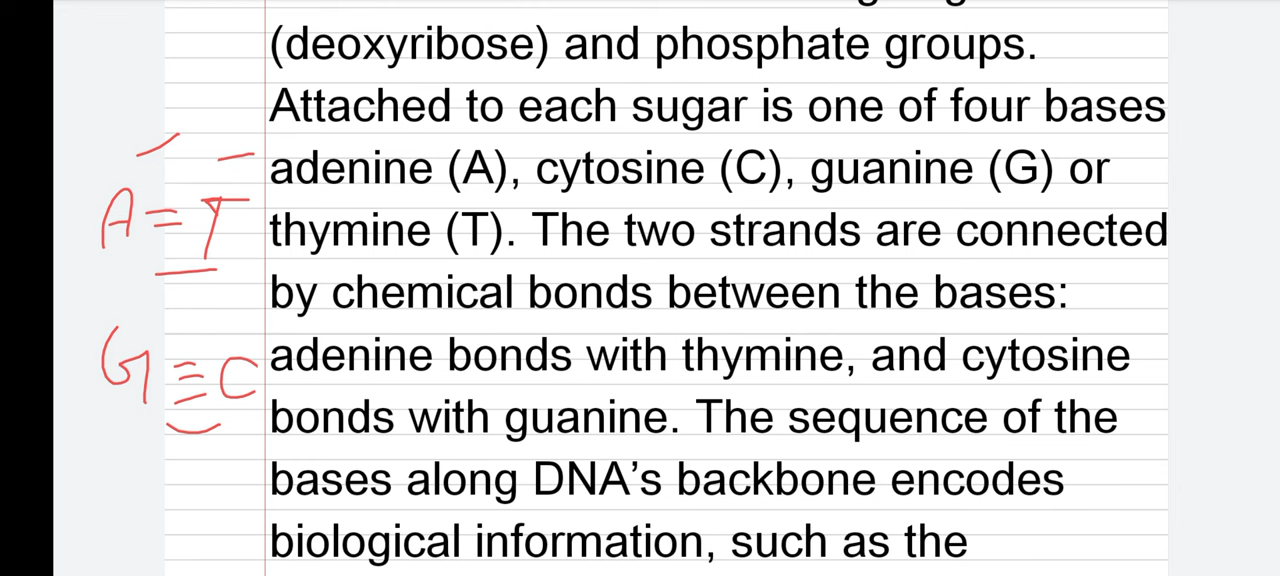 (deoxyribose) and phosphate groups.
Attached to each sugar is one of four bases
adenine (A), cytosine (C), guanine (G) or
thymine (T). The two strands are connected
by chemical bonds between the bases:
adenine bonds with thymine, and cytosine
bonds with guanine. The sequence of the
bases along DNA’s backbone encodes
biological information, such as the
A = T
G ≡ C